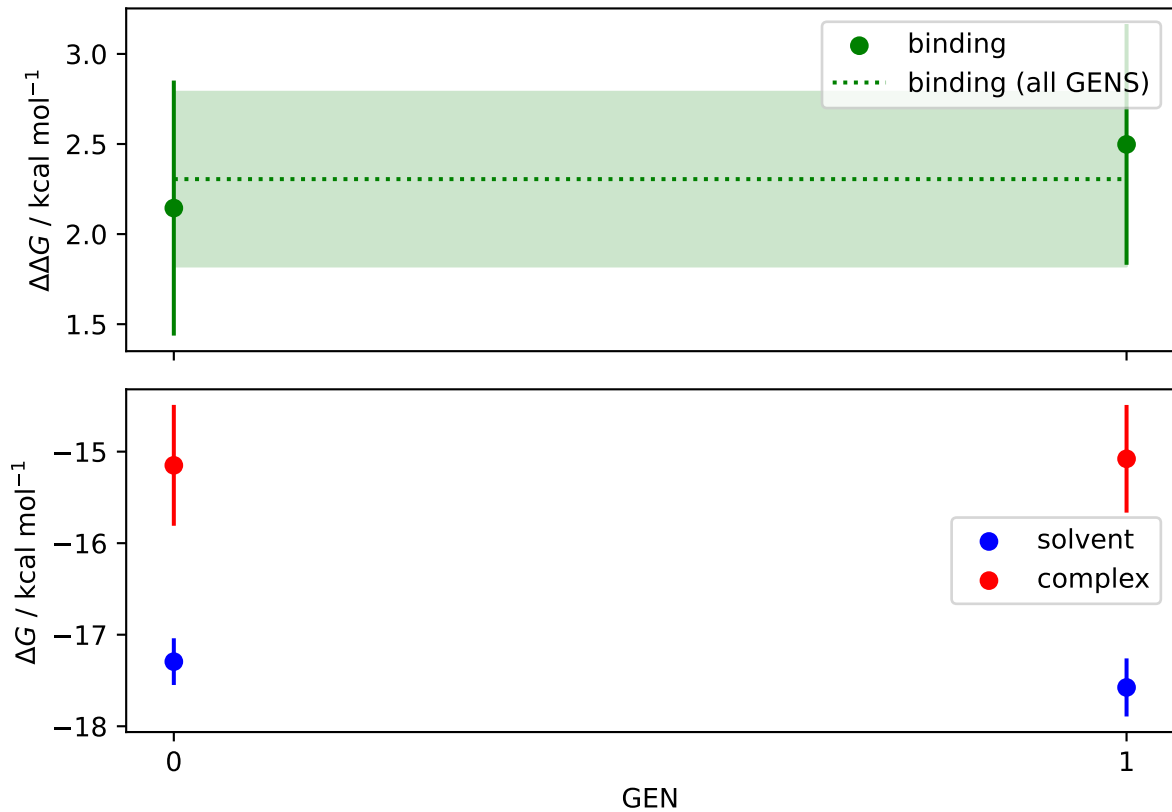 3.0
2.5
2.0
1.5
ΔΔG / kcal mol⁻¹
binding
binding (all GENS)
−15
−16
−17
−18
ΔG / kcal mol⁻¹
solvent
complex
0
1
GEN